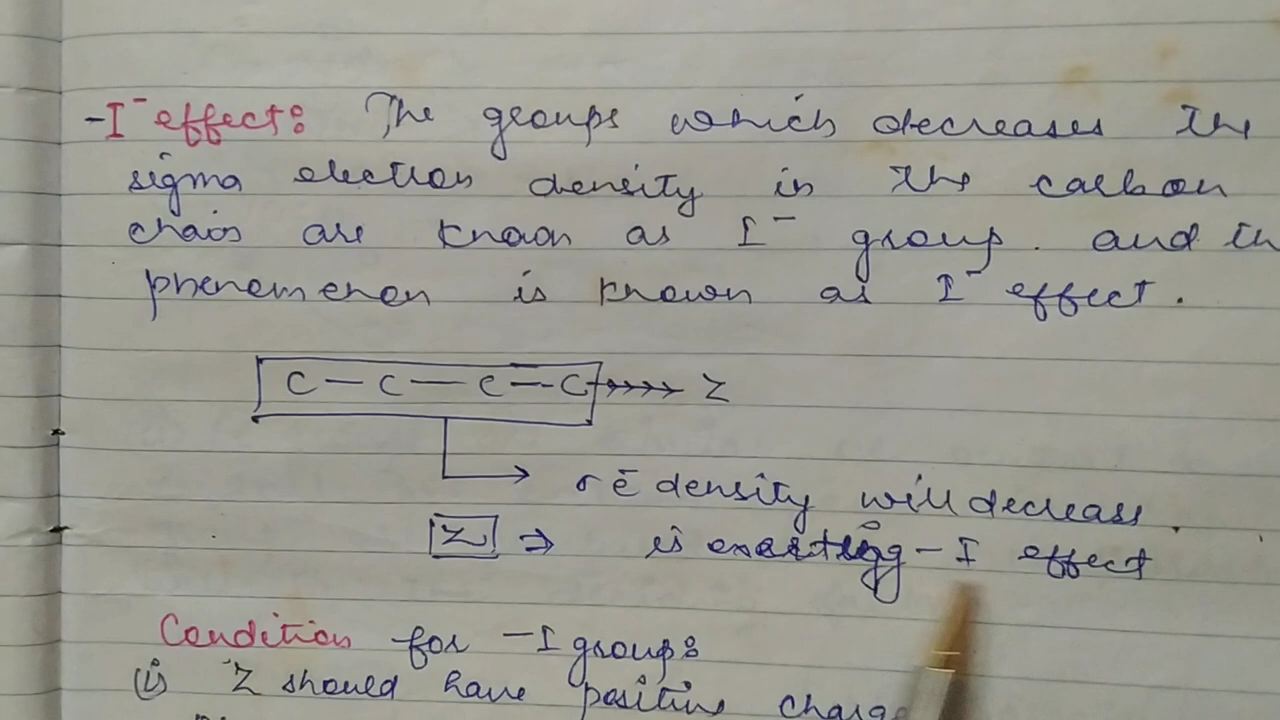 -I⁻ effect: The groups which decreases the
sigma electron density in the carbon
chain are known as I⁻ group. and
phenomenon is known as I⁻ effect.
C — C — C — C →→→→ Z
σ ē density will decrease.
Z ⇒ is exerting -I effect
Condition for -I group:
(i) Z should have positive charge